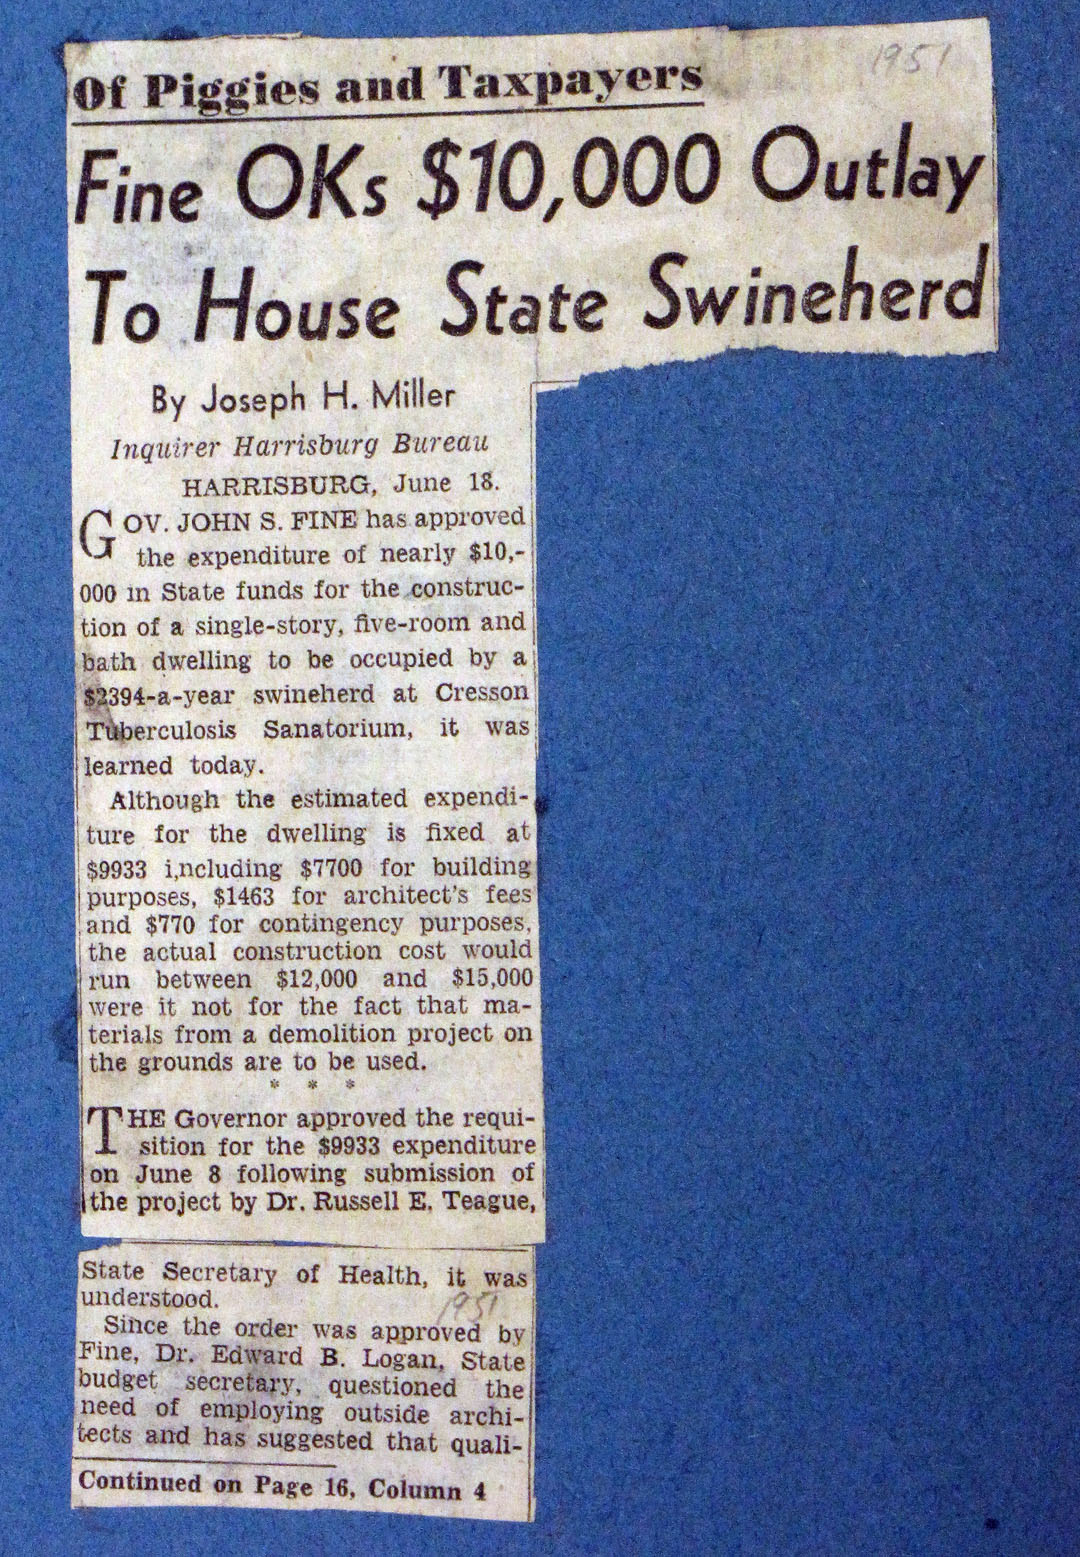 1951
Of Piggies and Taxpayers
Fine OKs $10,000 Outlay
To House State Swineherd
By Joseph H. Miller
Inquirer Harrisburg Bureau
HARRISBURG, June 18.
GOV. JOHN S. FINE has approved
the expenditure of nearly $10,-
000 in State funds for the construc-
tion of a single-story, five-room and
bath dwelling to be occupied by a
$2394-a-year swineherd at Cresson
Tuberculosis Sanatorium, it was
learned today.
Although the estimated expendi-
ture for the dwelling is fixed at
$9933 i,ncluding $7700 for building
purposes, $1463 for architect's fees
and $770 for contingency purposes,
the actual construction cost would
run between $12,000 and $15,000
were it not for the fact that ma-
terials from a demolition project on
the grounds are to be used.
* * *
THE Governor approved the requi-
sition for the $9933 expenditure
on June 8 following submission of
the project by Dr. Russell E. Teague,
State Secretary of Health, it was
understood.
1951
Since the order was approved by
Fine, Dr. Edward B. Logan, State
budget secretary, questioned the
need of employing outside archi-
tects and has suggested that quali-
Continued on Page 16, Column 4